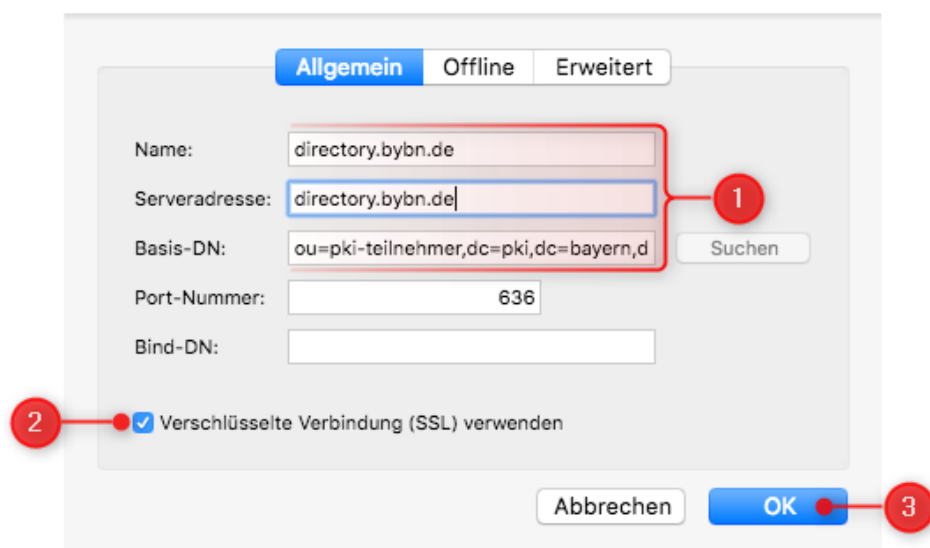 Allgemein Offline Erweitert
Name: directory.bybn.de
Serveradresse: directory.bybn.de
1
Basis-DN: ou=pki-teilnehmer,dc=pki,dc=bayern,d Suchen
Port-Nummer: 636
Bind-DN:
2 Verschlüsselte Verbindung (SSL) verwenden
Abbrechen OK 3